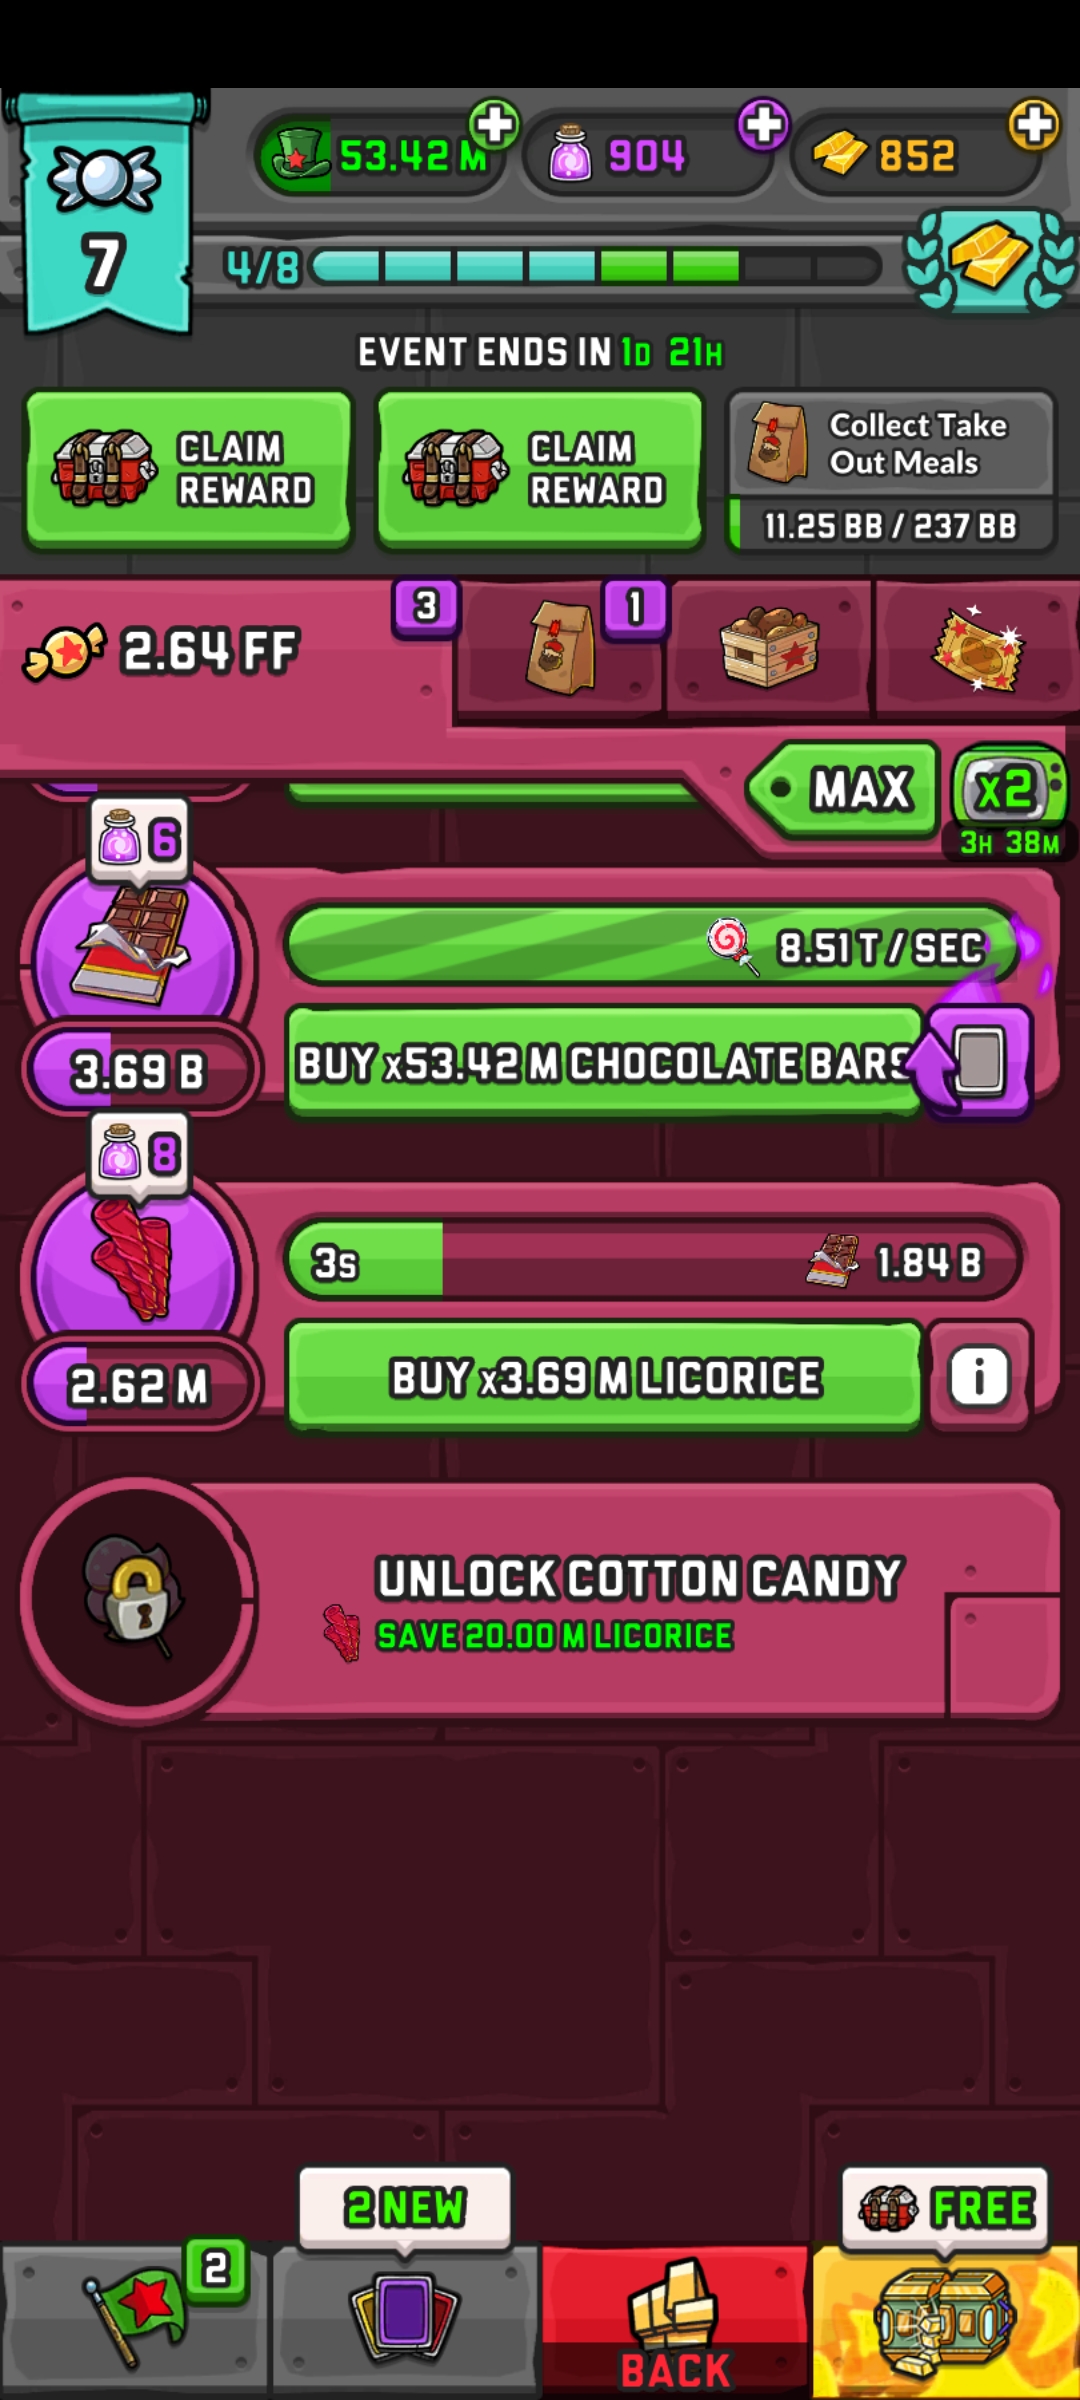 53.42 M
904
852
7
4/8
EVENT ENDS IN 1D 21H
CLAIM
REWARD
CLAIM
REWARD
Collect Take
Out Meals
11.25 BB / 237 BB
2.64 FF
3
1
MAX
x2
3H 38M
6
8.51 T / SEC
3.69 B
BUY x53.42 M CHOCOLATE BARS
8
3s
1.84 B
2.62 M
BUY x3.69 M LICORICE
i
UNLOCK COTTON CANDY
SAVE 20.00 M LICORICE
2 NEW
FREE
2
BACK